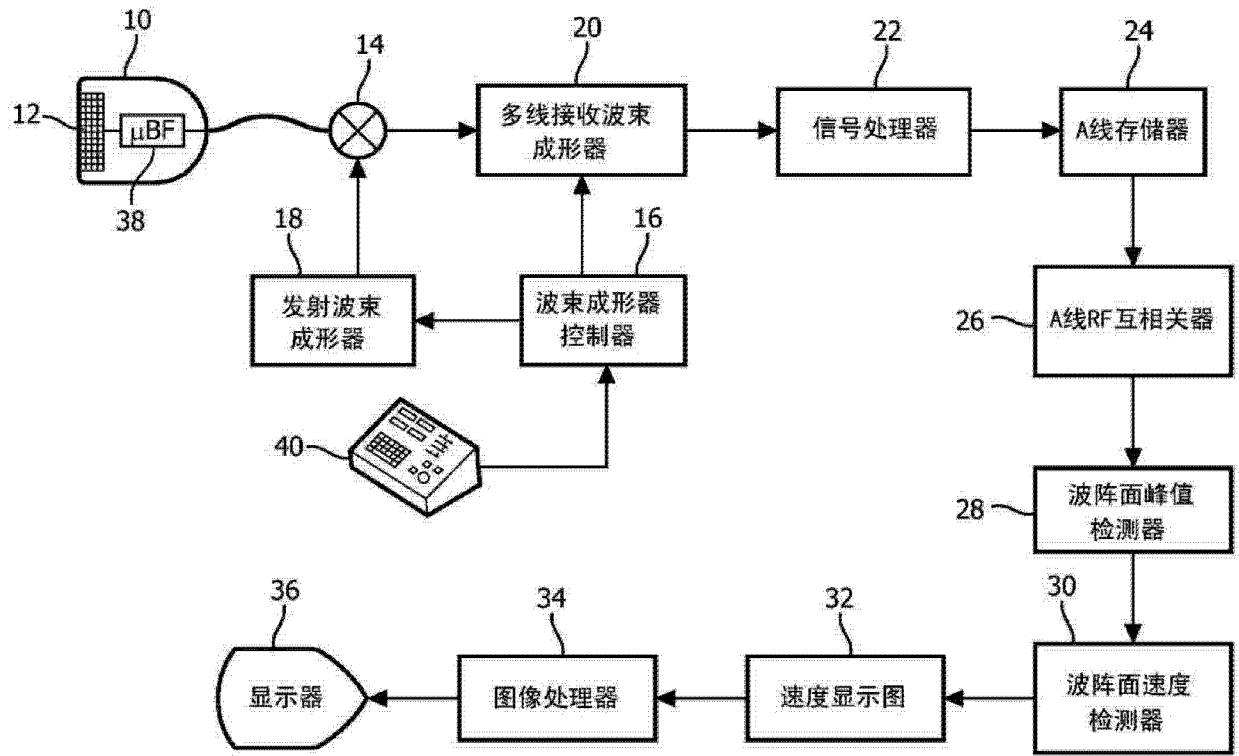 10
14
20
22
24
12
μBF
多线接收波束
成形器
信号处理器
A线存储器
38
18
16
发射波束
成形器
波束成形器
控制器
26
A线RF互相关器
40
28
波阵面峰值
检测器
36
34
32
30
显示器
图像处理器
速度显示图
波阵面速度
检测器